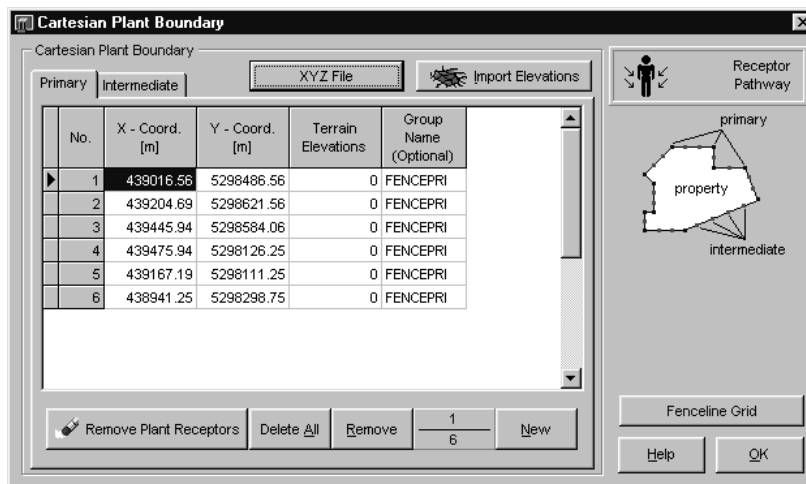 Cartesian Plant Boundary
Cartesian Plant Boundary
Primary Intermediate XYZ File Import Elevations
No. X - Coord. [m] Y - Coord. [m] Terrain Elevations Group Name (Optional)
1 439016.56 5298486.56 0 FENCEPRI
2 439204.69 5298621.56 0 FENCEPRI
3 439445.94 5298584.06 0 FENCEPRI
4 439475.94 5298126.25 0 FENCEPRI
5 439167.19 5298111.25 0 FENCEPRI
6 438941.25 5298298.75 0 FENCEPRI
Remove Plant Receptors Delete All Remove 1 6 New
Receptor
Pathway
primary
property
intermediate
Fenceline Grid
Help OK